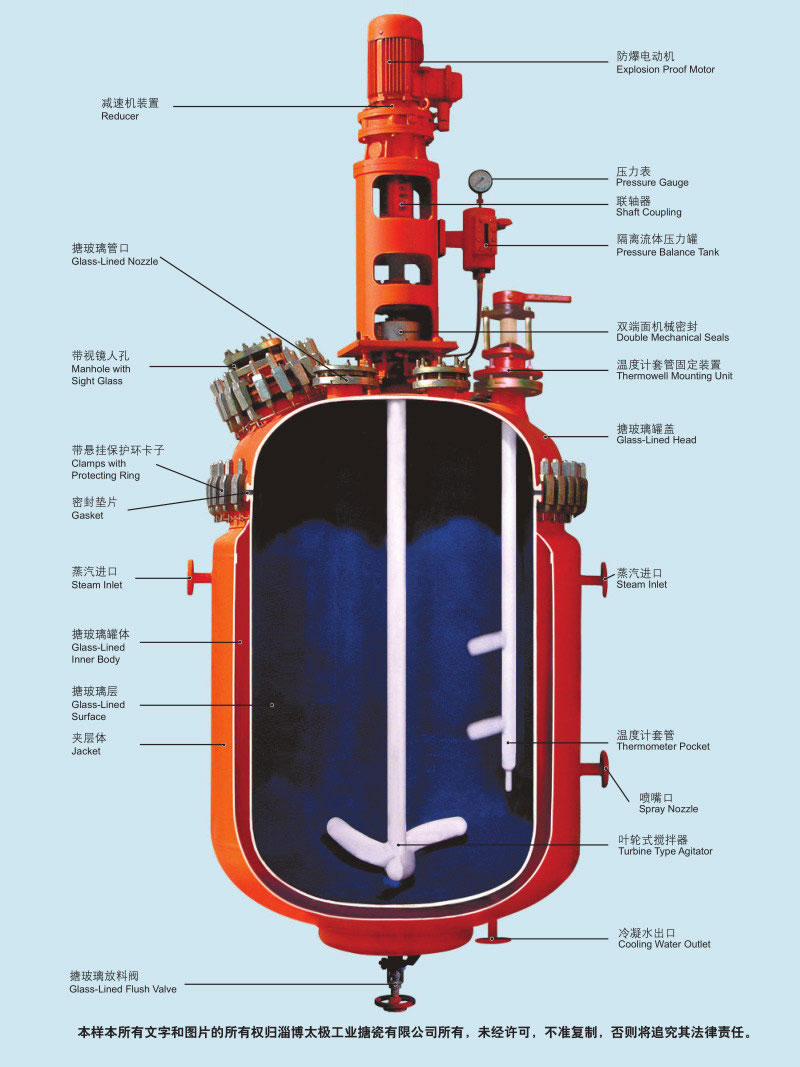 防爆电动机
Explosion Proof Motor
减速机装置
Reducer
压力表
Pressure Gauge
联轴器
Shaft Coupling
隔离流体压力罐
Pressure Balance Tank
搪玻璃管口
Glass-Lined Nozzle
双端面机械密封
Double Mechanical Seals
带视镜人孔
Manhole with
Sight Glass
温度计套管固定装置
Thermowell Mounting Unit
搪玻璃罐盖
Glass-Lined Head
带悬挂保护环卡子
Clamps with
Protecting Ring
密封垫片
Gasket
蒸汽进口
Steam Inlet
蒸汽进口
Steam Inlet
搪玻璃罐体
Glass-Lined
Inner Body
搪玻璃层
Glass-Lined
Surface
夹层体
Jacket
温度计套管
Thermometer Pocket
喷嘴口
Spray Nozzle
叶轮式搅拌器
Turbine Type Agitator
冷凝水出口
Cooling Water Outlet
搪玻璃放料阀
Glass-Lined Flush Valve
本样本所有文字和图片的所有权归淄博太极工业搪瓷有限公司所有，未经许可，不准复制，否则将追究其法律责任。